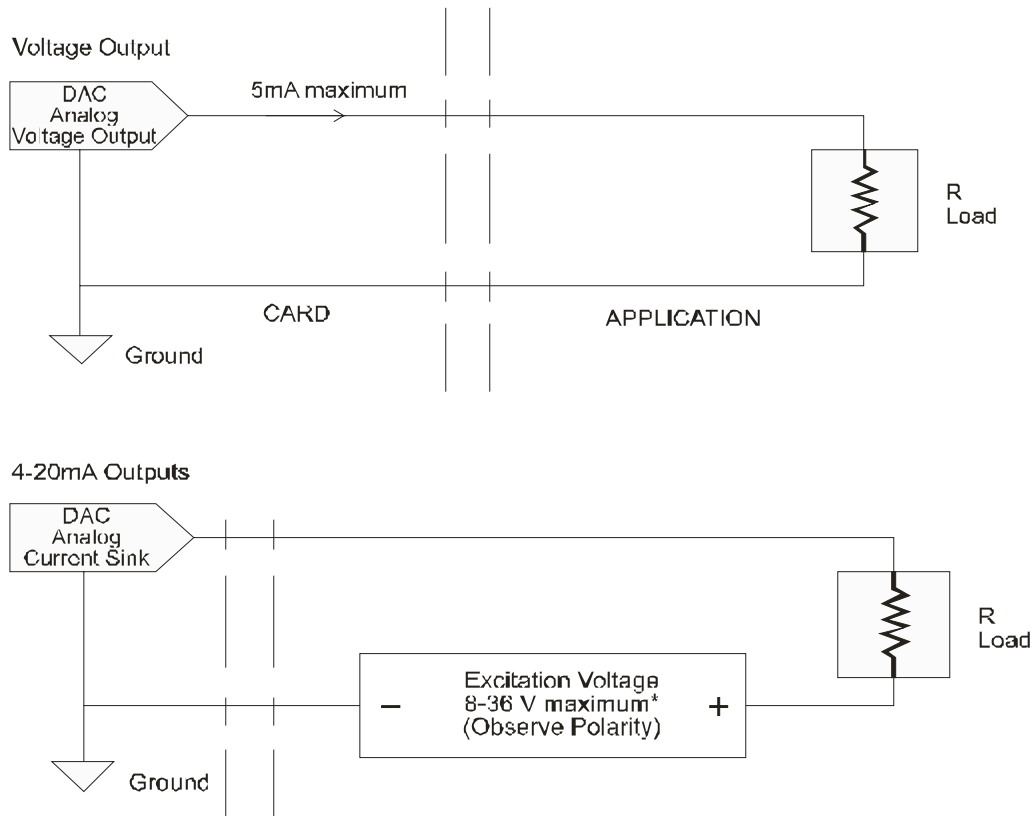 Voltage Output
DAC
Analog
Voltage Output
5mA maximum
R
Load
CARD
APPLICATION
Ground
4-20mA Outputs
DAC
Analog
Current Sink
R
Load
Excitation Voltage
8-36 V maximum*
(Observe Polarity)
−
+
Ground